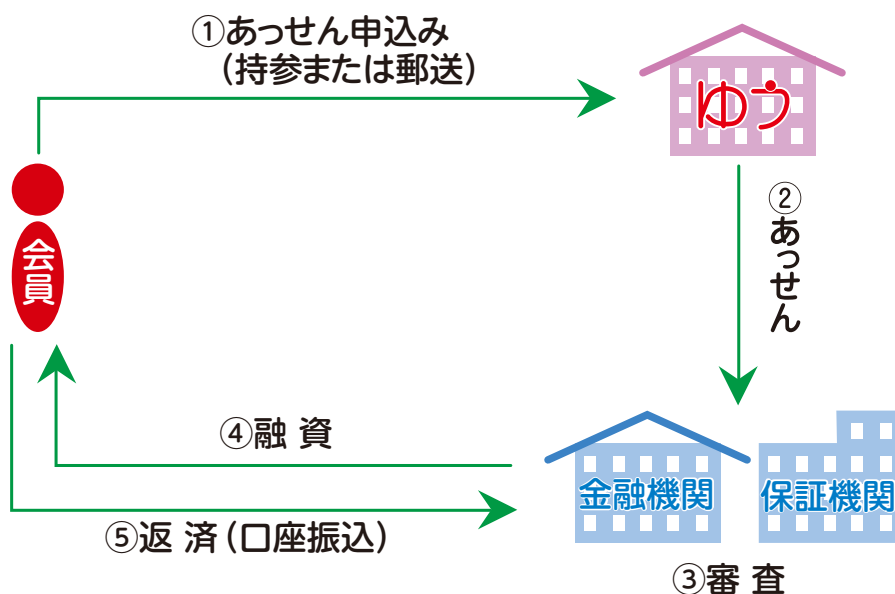 ①あっせん申込み
(持参または郵送)
ゆう
②あっせん
会員
④融 資
金融機関
保証機関
⑤返 済(口座振込)
③審 査